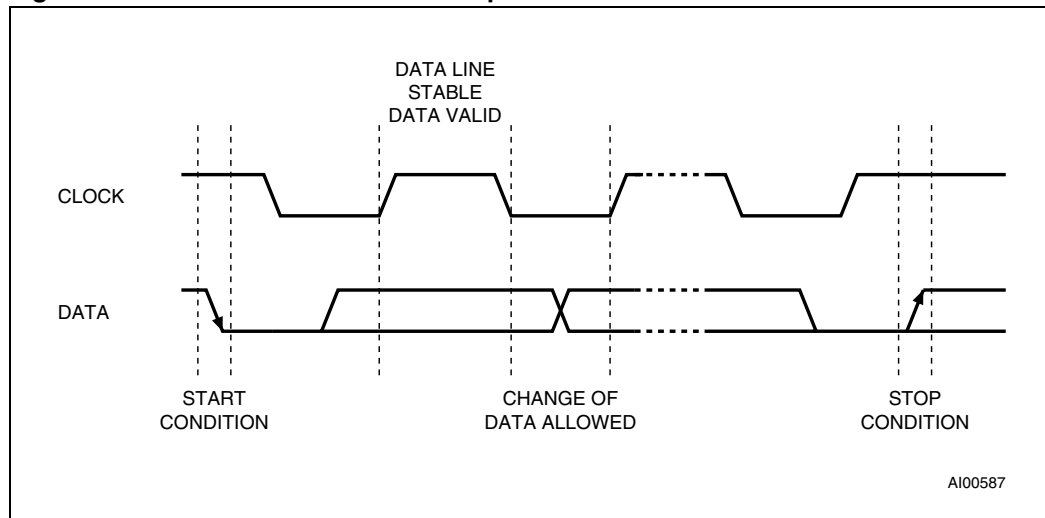 DATA LINE
STABLE
DATA VALID
CLOCK
DATA
START
CONDITION
CHANGE OF
DATA ALLOWED
STOP
CONDITION
AI00587